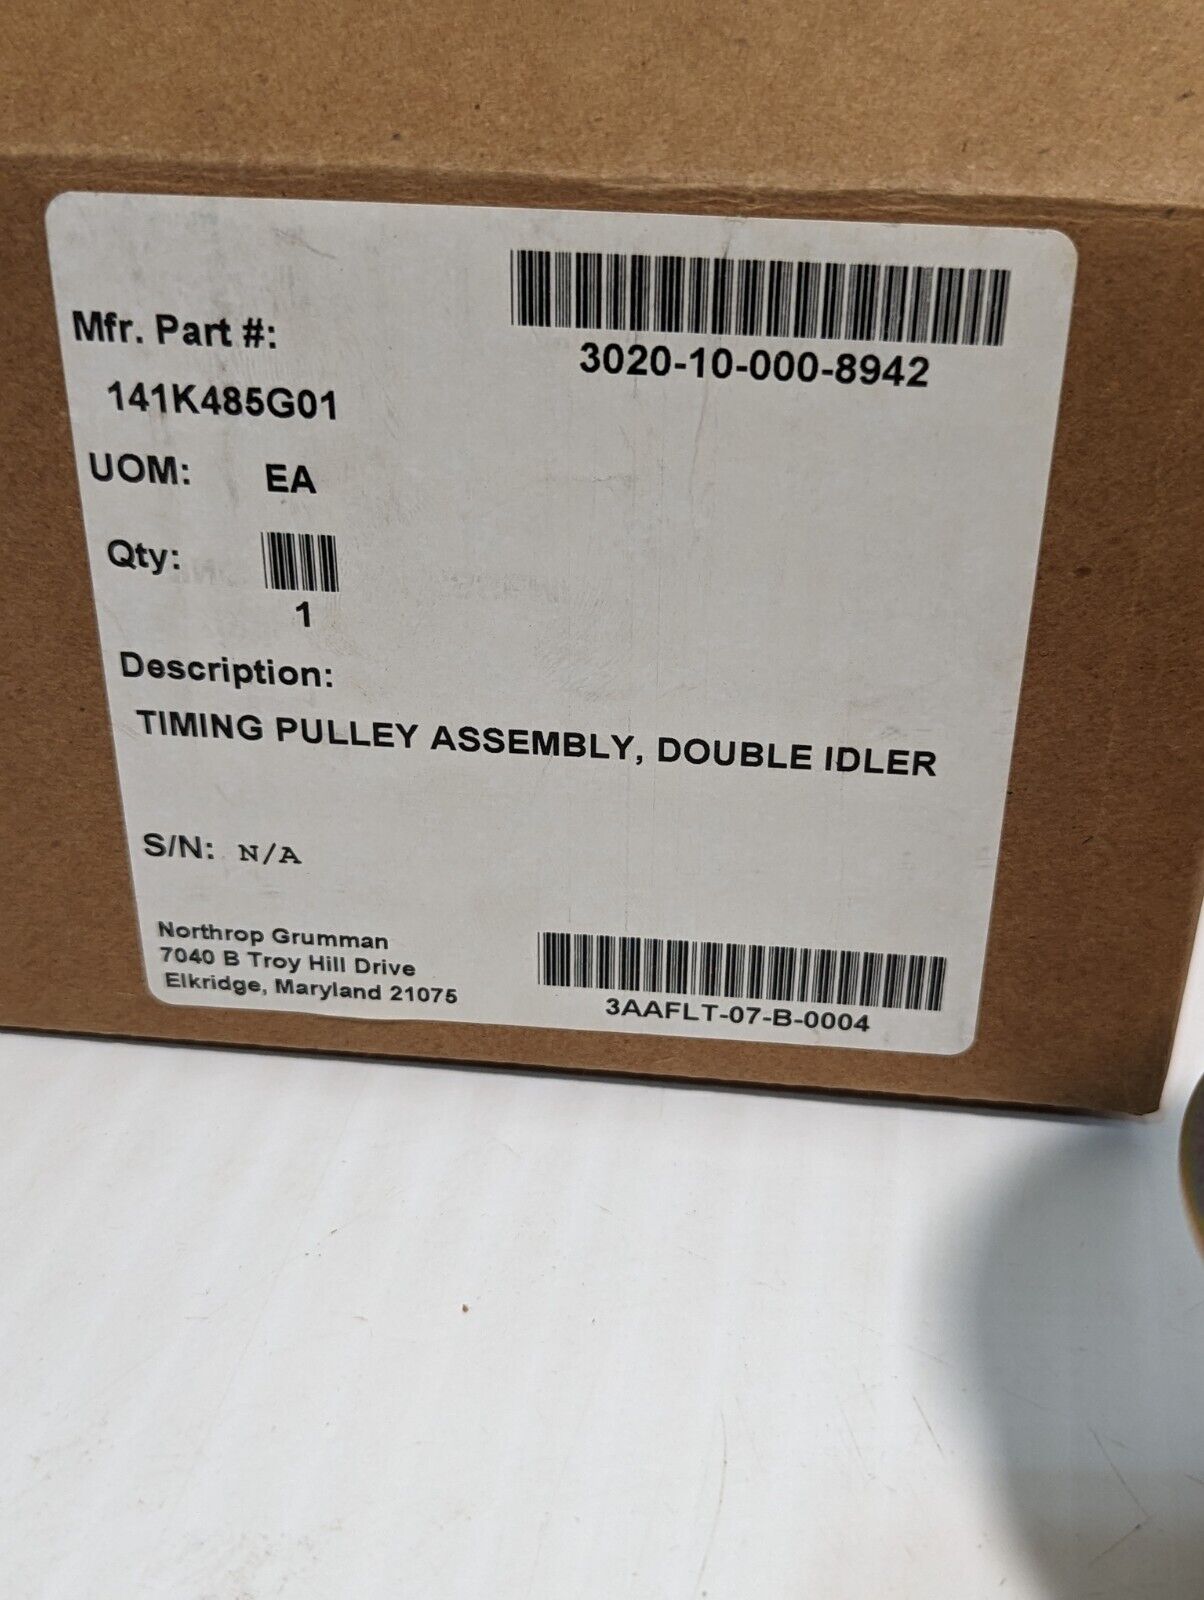 3020-10-000-8942
Mfr. Part #:
141K485G01
UOM: EA
Qty:
1
Description:
TIMING PULLEY ASSEMBLY, DOUBLE IDLER
S/N: N/A
Northrop Grumman
7040 B Troy Hill Drive
Elkridge, Maryland 21075
3AAFLT-07-B-0004